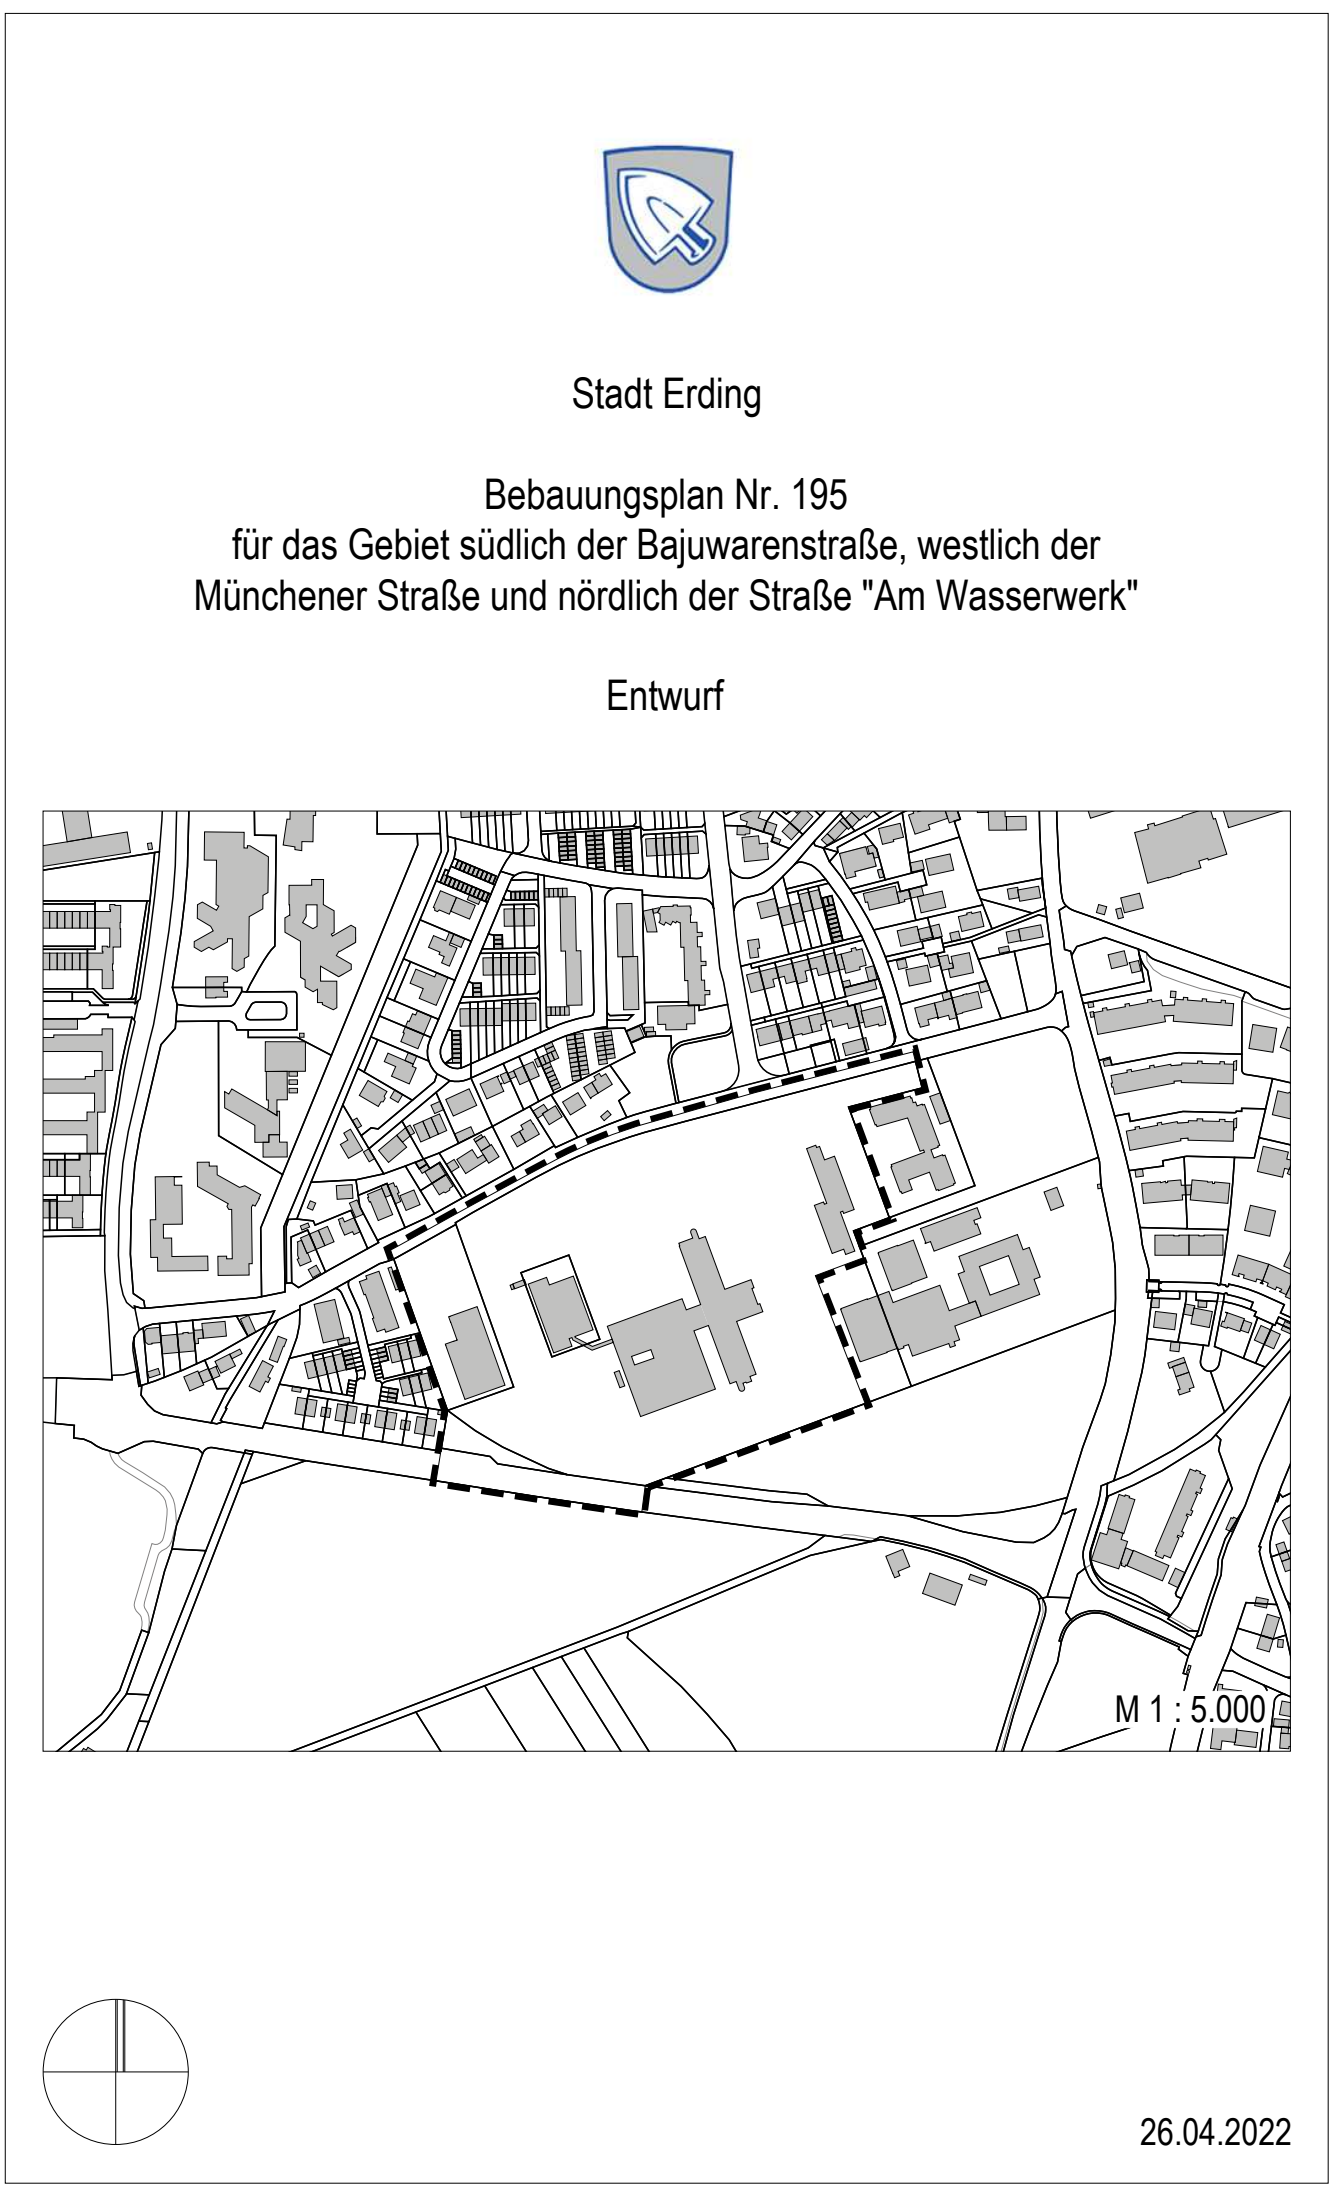 Stadt Erding
Bebauungsplan Nr. 195
für das Gebiet südlich der Bajuwarenstraße, westlich der
Münchener Straße und nördlich der Straße "Am Wasserwerk"
Entwurf
M 1 : 5.000
26.04.2022